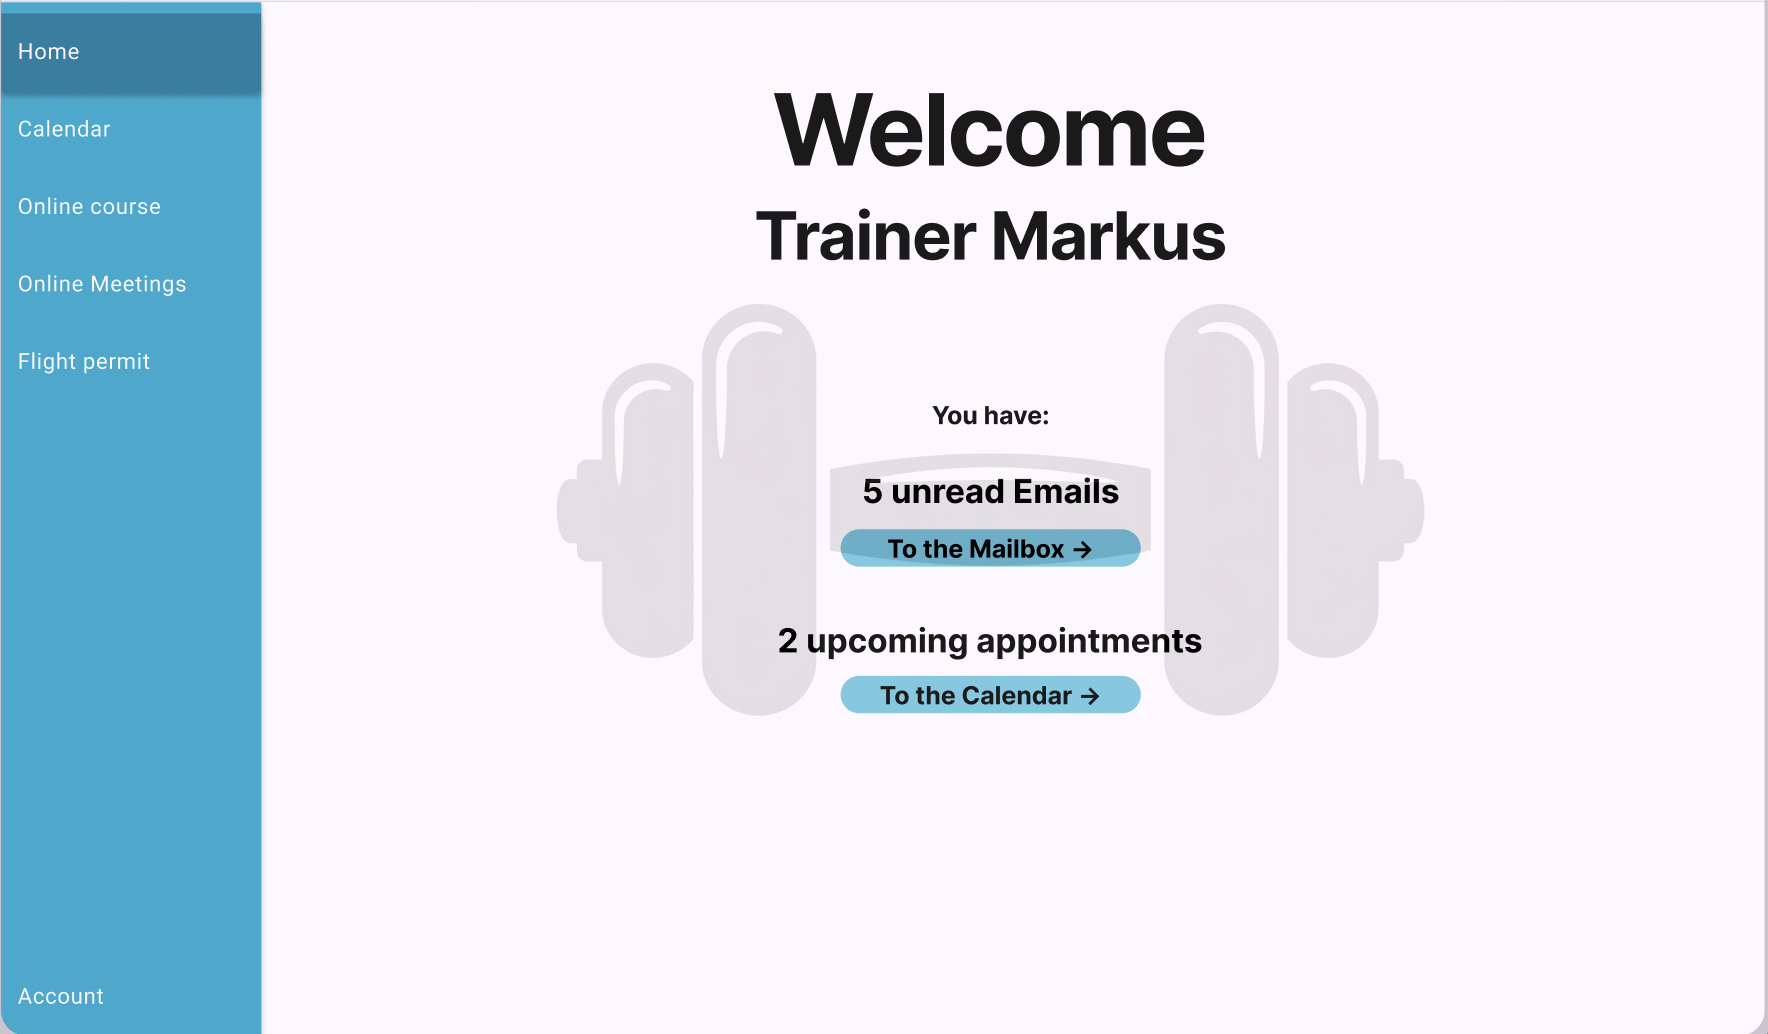 Home
Calendar
Online course
Online Meetings
Flight permit
Account
Welcome
Trainer Markus
You have:
5 unread Emails
To the Mailbox →
2 upcoming appointments
To the Calendar →